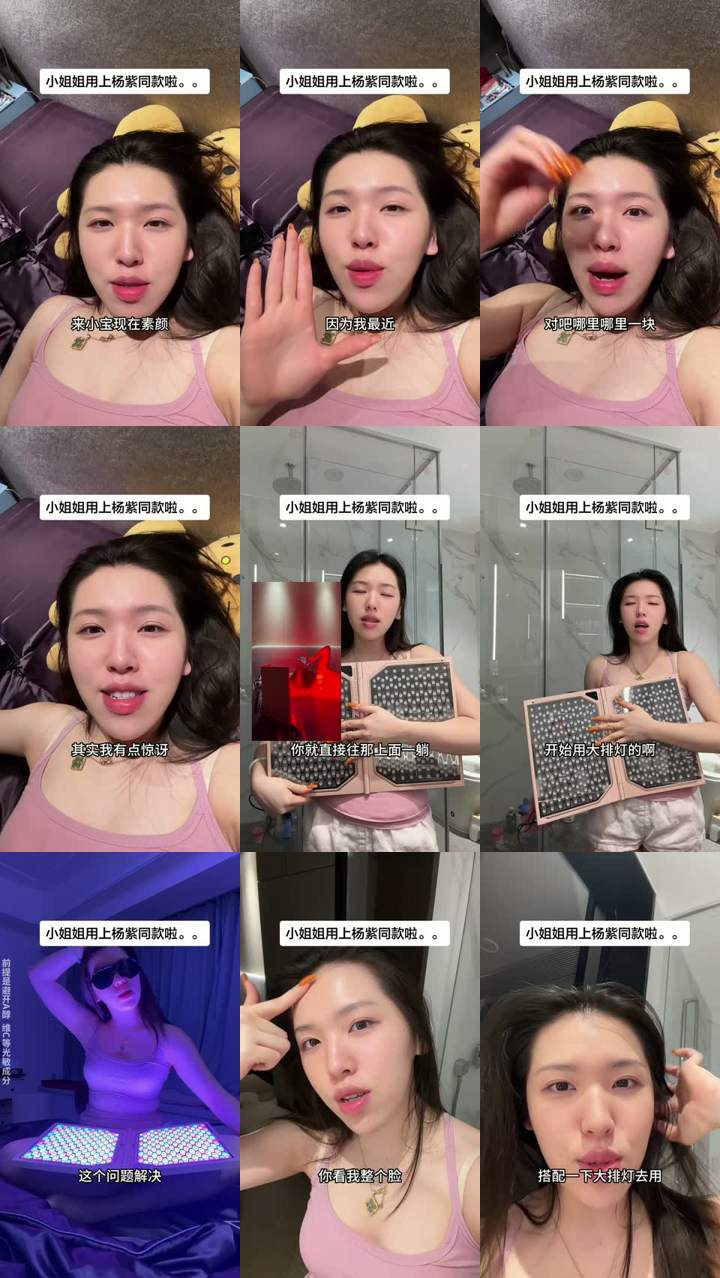 小姐姐用上杨紫同款啦。。
来小宝现在素颜
小姐姐用上杨紫同款啦。。
因为我最近
小姐姐用上杨紫同款啦。。
对吧哪里哪里一块
小姐姐用上杨紫同款啦。。
其实我有点惊讶
小姐姐用上杨紫同款啦。。
你就直接往那上面一躺
小姐姐用上杨紫同款啦。。
开始用大排灯的啊
小姐姐用上杨紫同款啦。。
前提是避开A醇 维C等光敏成分
这个问题解决
小姐姐用上杨紫同款啦。。
你看我整个脸
小姐姐用上杨紫同款啦。。
搭配一下大排灯去用